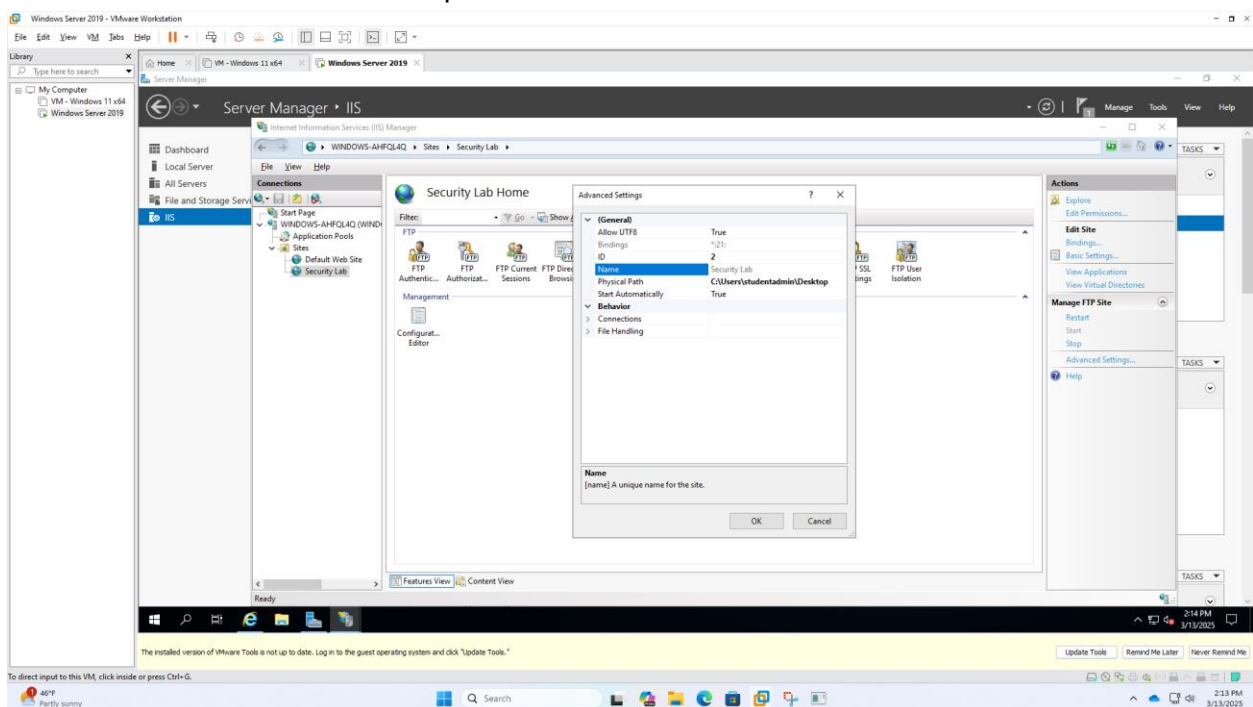 Windows Server 2019 - VMware Workstation
File Edit View VM Tabs Help
Library
Type here to search
My Computer
VM - Windows 11 x64
Windows Server 2019
Home
VM - Windows 11 x64
Windows Server 2019
Server Manager
Server Manager IIS
Manage Tools View Help
Dashboard
Local Server
All Servers
File and Storage Servi
IIS
Internet Information Services (IIS) Manager
WINDOWS-AHFQL4Q Sites Security Lab
File View Help
Connections
Start Page
WINDOWS-AHFQL4Q (WIND
Application Pools
Sites
Default Web Site
Security Lab
Security Lab Home
Filter: Go Show
FTP
FTP Authentic...
FTP Authorizat...
FTP Current Sessions
FTP Direc Browsi
FTP User Isolation
Management
Configurat... Editor
Features View Content View
Ready
Advanced Settings ?
(General)
Allow UTF8 True
Bindings *:21:
ID 2
Name Security Lab
Physical Path C:\Users\studentadmin\Desktop
Start Automatically True
Behavior
Connections
File Handling
Name
[name] A unique name for the site.
OK Cancel
Actions
Explore
Edit Permissions...
Edit Site
Bindings...
Basic Settings...
View Applications
View Virtual Directories
Manage FTP Site
Restart
Start
Stop
Advanced Settings...
Help
TASKS
TASKS
TASKS
2:14 PM
3/13/2025
The installed version of VMware Tools is not up to date. Log in to the guest operating system and click "Update Tools."
Update Tools Remind Me Later Never Remind Me
To direct input to this VM, click inside or press Ctrl+G.
46°F
Partly sunny
Search
2:13 PM
3/13/2025